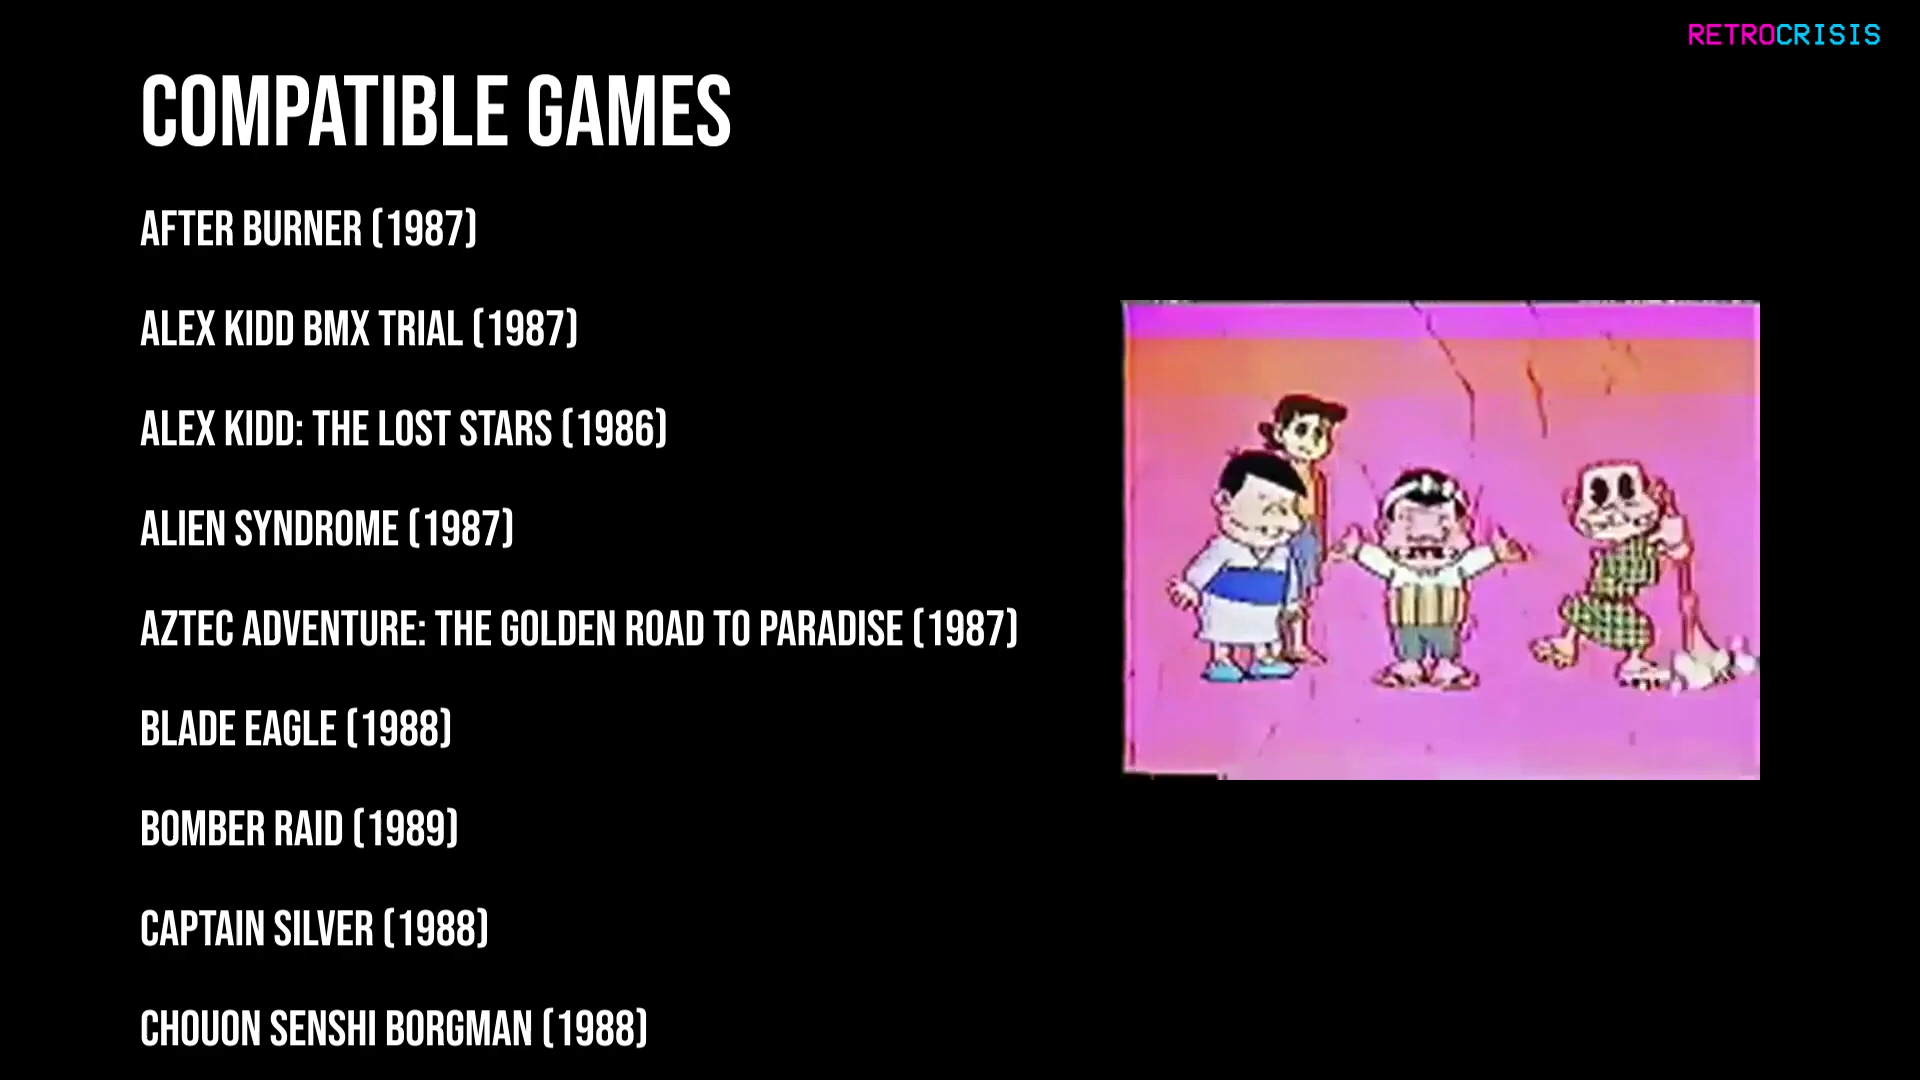 RETROCRISIS
COMPATIBLE GAMES
AFTER BURNER (1987)
ALEX KIDD BMX TRIAL (1987)
ALEX KIDD: THE LOST STARS (1986)
ALIEN SYNDROME (1987)
AZTEC ADVENTURE: THE GOLDEN ROAD TO PARADISE (1987)
BLADE EAGLE (1988)
BOMBER RAID (1989)
CAPTAIN SILVER (1988)
CHOUON SENSHI BORGMAN (1988)